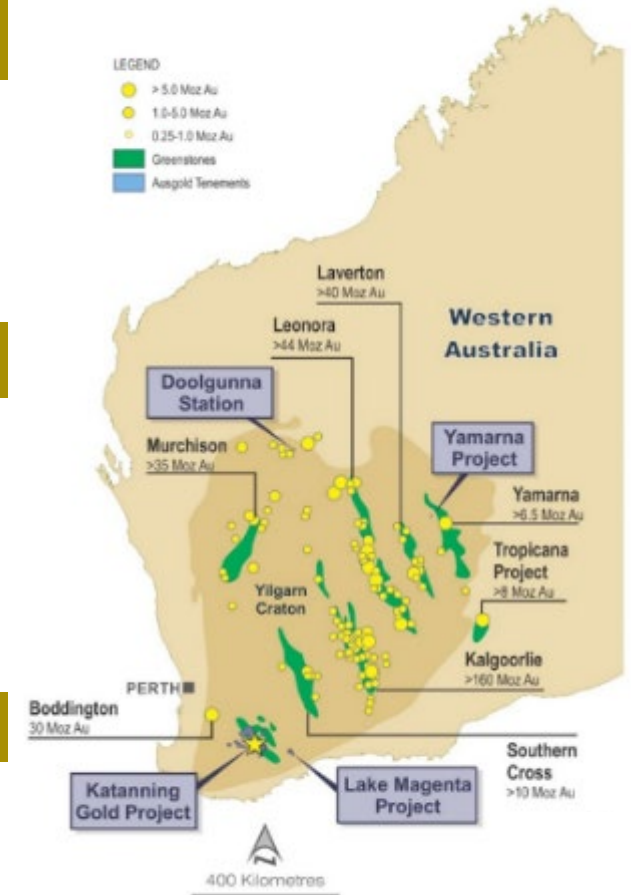 LEGEND
> 5.0 Moz Au
1.0-5.0 Moz Au
0.25-1.0 Moz Au
Greenstones
Ausgold Tenements
Laverton
>40 Moz Au
Western
Australia
Leonora
>44 Moz Au
Doolgunna
Station
Murchison
>35 Moz Au
Yamarna
Project
Yamarna
>6.5 Moz Au
Tropicana
Project
>8 Moz Au
Yilgarn
Craton
Kalgoorlie
>160 Moz Au
PERTH
Boddington
30 Moz Au
Southern
Cross
>10 Moz Au
Katanning
Gold Project
Lake Magenta
Project
400 Kilometres